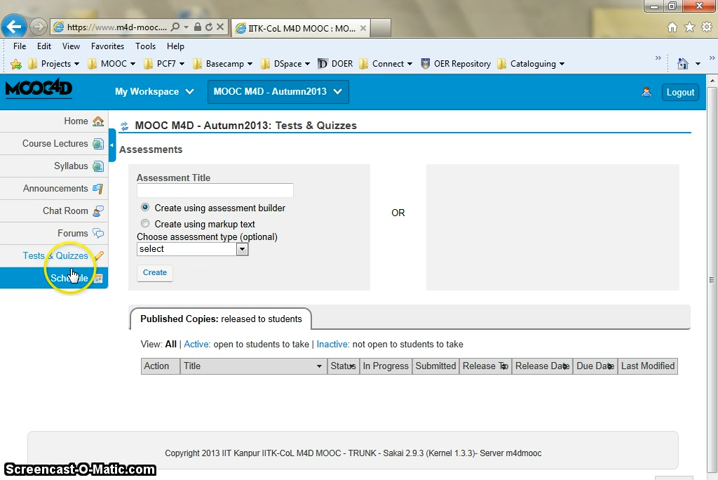 https://www.m4d-mooc....
IITK-CoL M4D MOOC : MO...
File Edit View Favorites Tools Help
Projects MOOC PCF7 Basecamp DSpace DOER Connect OER Repository Cataloguing
MOOC4D
My Workspace
MOOC M4D - Autumn2013
Logout
Home
Course Lectures
Syllabus
Announcements
Chat Room
Forums
Tests & Quizzes
Schedule
MOOC M4D - Autumn2013: Tests & Quizzes
Assessments
Assessment Title
Create using assessment builder
Create using markup text
Choose assessment type (optional)
select
Create
OR
Published Copies: released to students
View: All | Active: open to students to take | Inactive: not open to students to take
Action Title Status In Progress Submitted Release To Release Date Due Date Last Modified
Copyright 2013 IIT Kanpur IITK-CoL M4D MOOC - TRUNK - Sakai 2.9.3 (Kernel 1.3.3)- Server m4dmooc
Screencast-O-Matic.com